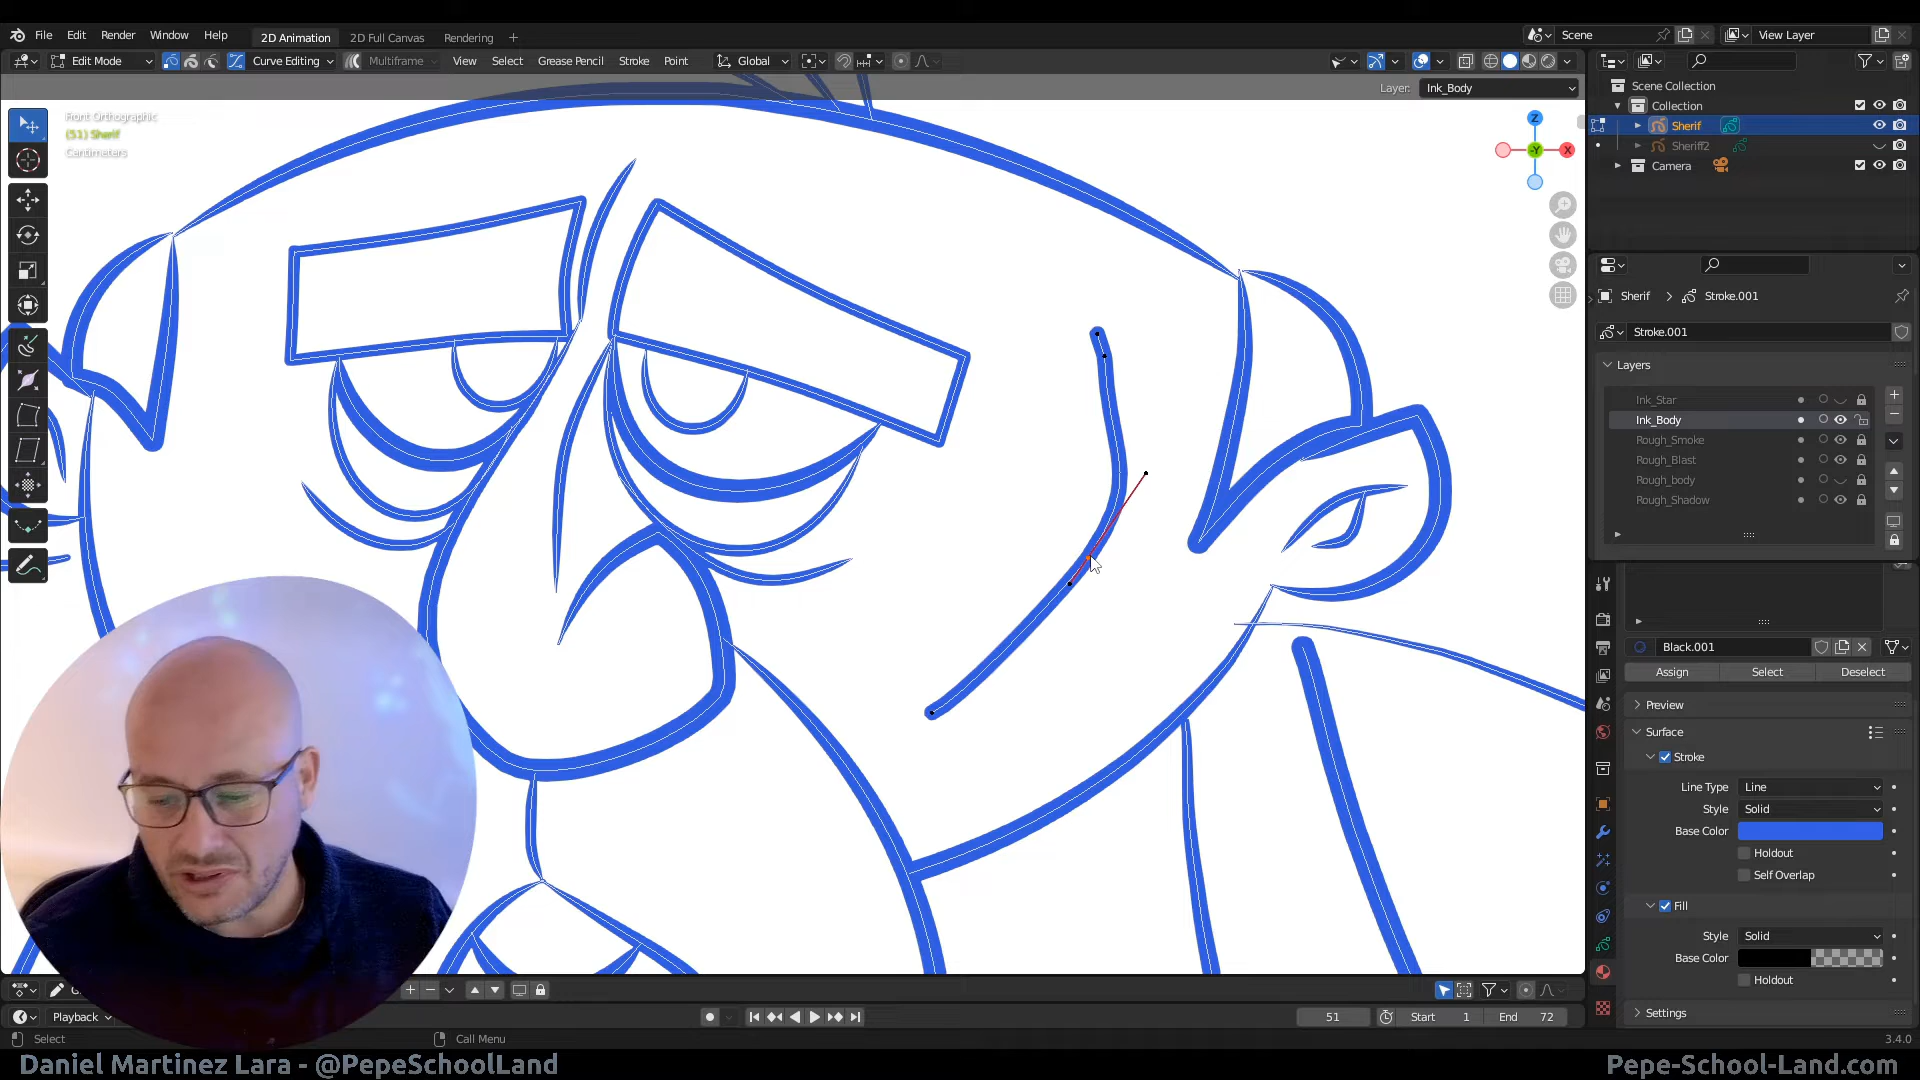 File Edit Render Window Help 2D Animation 2D Full Canvas Rendering + Scene View Layer
Edit Mode Curve Editing Multiframe View Select Grease Pencil Stroke Point Global
Layer: Ink_Body
Front Orthographic
(51) Sherif
Centimeters
Z
-Y
X
Scene Collection
Collection
Sherif
Sheriff2
Camera
Sherif > Stroke.001
Stroke.001
Layers
Ink_Star
Ink_Body
Rough_Smoke
Rough_Blast
Rough_body
Rough_Shadow
Black.001
Assign Select Deselect
Preview
Surface
Stroke
Line Type Line
Style Solid
Base Color
Holdout
Self Overlap
Fill
Style Solid
Base Color
Holdout
Settings
Playback 51 Start 1 End 72
Select Call Menu 3.4.0
Daniel Martinez Lara - @PepeSchoolLand Pepe-School-Land.com